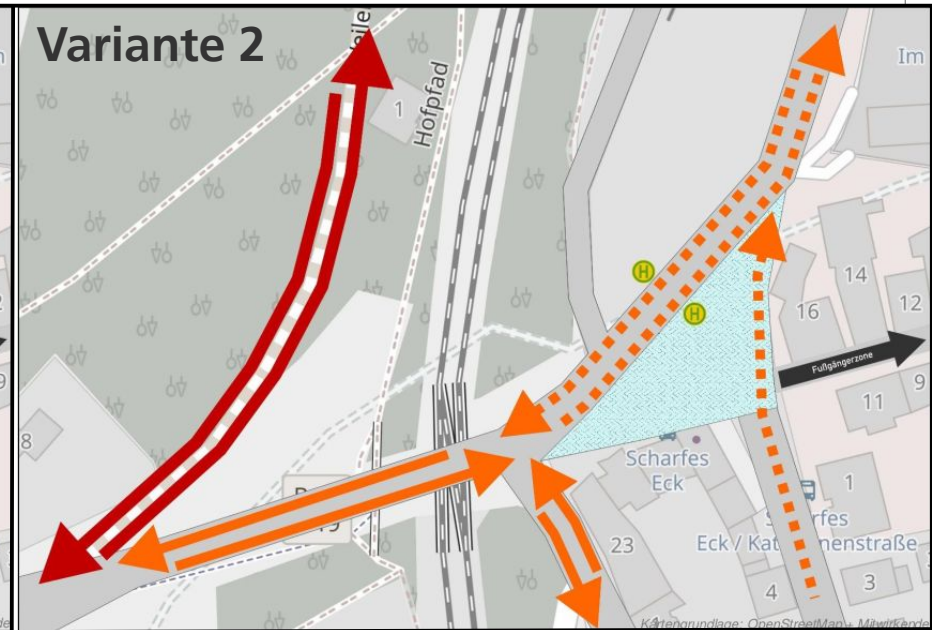 Variante 2
Im
1
Hofpfad
H
H
14
16
12
Fußgängerzone
9
11
8
Scharfes
Eck
1
23
Eck / Kat
nenstraße
4
3
Kartengrundlage: OpenStreetMap + Mitwirkende